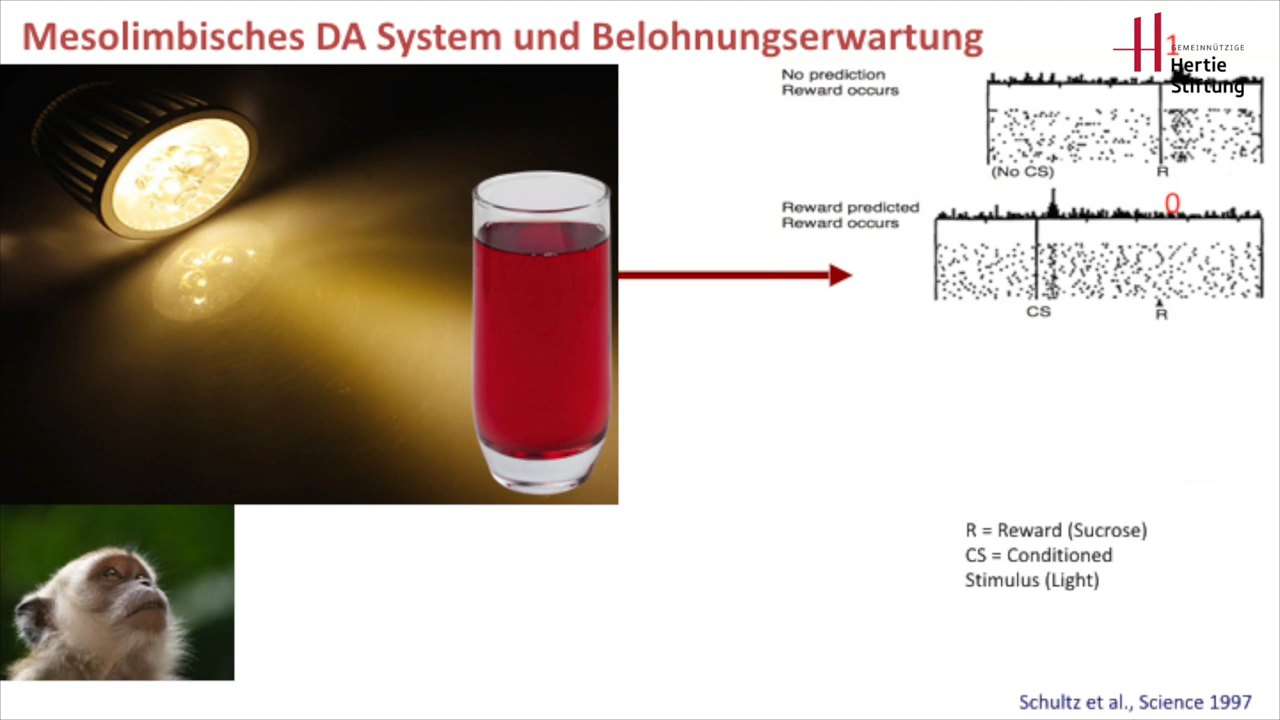 Mesolimbisches DA System und Belohnungserwartung
1
GEMEINNÜTZIGE
Hertie
Stiftung
No prediction
Reward occurs
(No CS)
R
Reward predicted
Reward occurs
0
CS
R
R = Reward (Sucrose)
CS = Conditioned
Stimulus (Light)
Schultz et al., Science 1997